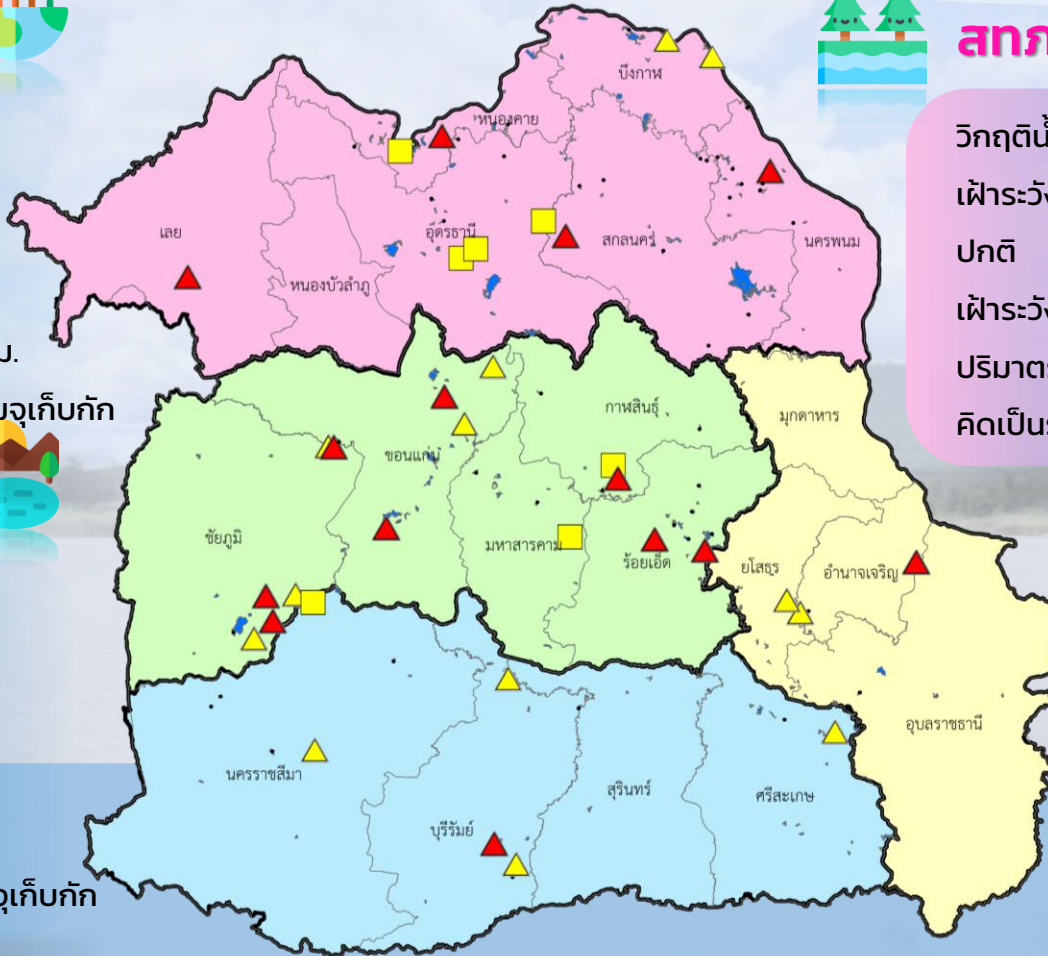 สทภ
วิกฤติน้ำ
เฝ้าระวัง
ปกติ
เฝ้าระวัง
ปริมาตร
คิดเป็นร
ม.
มจุเก็บกัก
จุเก็บกัก
บึงกาฬ
หนองคาย
เลย
อุดรธานี
สกลนคร
นครพนม
หนองบัวลำภู
กาฬสินธุ์
มุกดาหาร
ขอนแก่น
ชัยภูมิ
มหาสารคาม
ร้อยเอ็ด
ยโสธร
อำนาจเจริญ
อุบลราชธานี
นครราชสีมา
สุรินทร์
ศรีสะเกษ
บุรีรัมย์